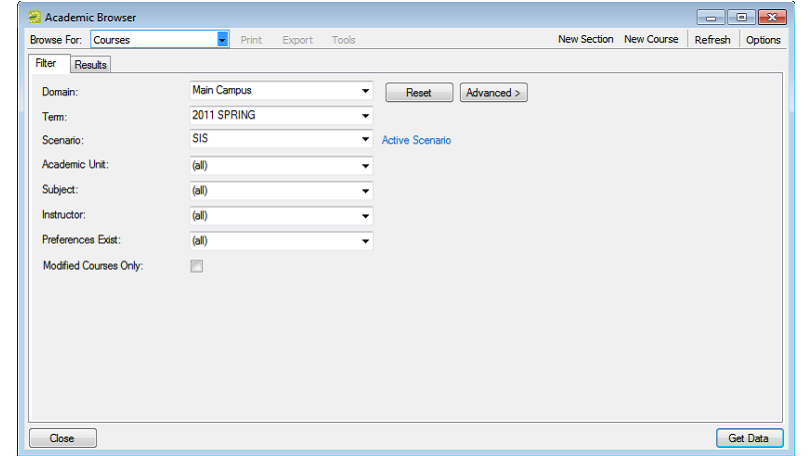 Academic Browser
Browse For: Courses Print Export Tools New Section New Course Refresh Options
Filter Results
Domain: Main Campus Reset Advanced >
Term: 2011 SPRING
Scenario: SIS Active Scenario
Academic Unit: (all)
Subject: (all)
Instructor: (all)
Preferences Exist: (all)
Modified Courses Only:
Close Get Data